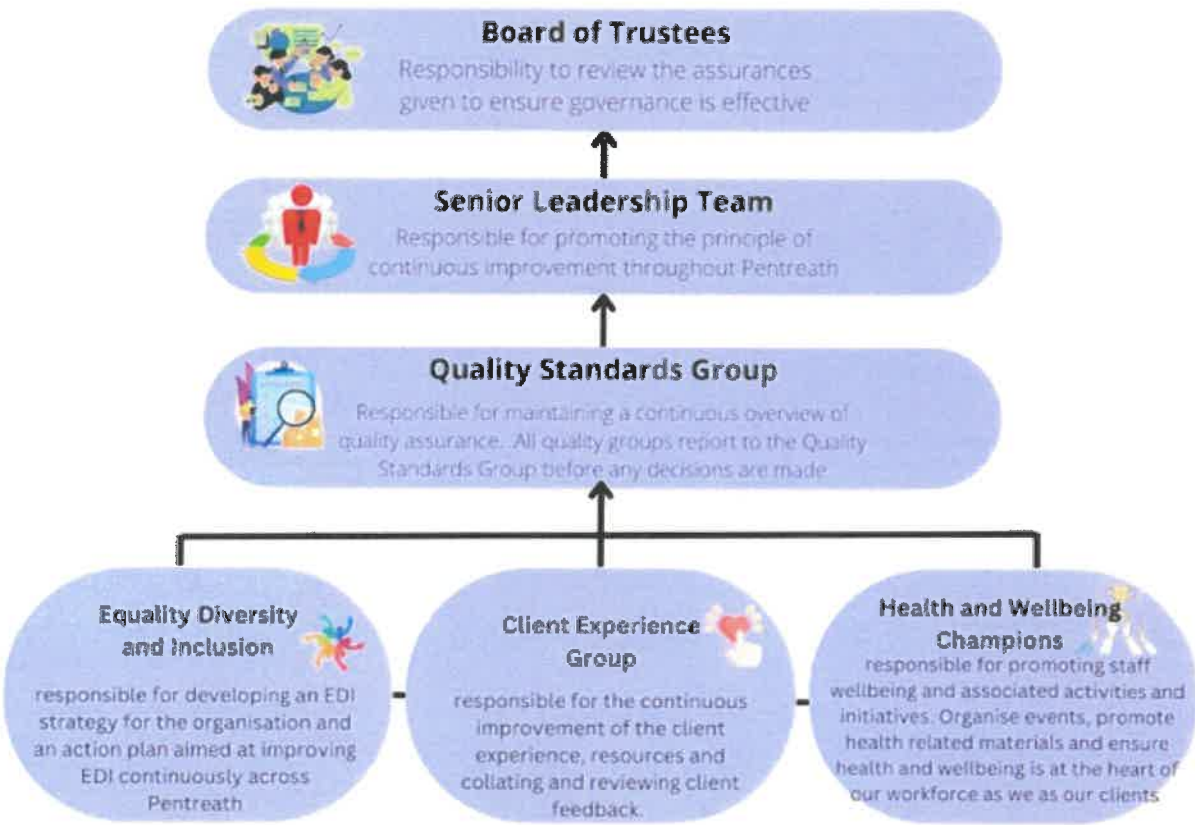 Board of Trustees
Responsibility to review the assurances
given to ensure governance is effective
Senior Leadership Team
Responsible for promoting the principle of
continuous improvement throughout Pentreath
Quality Standards Group
Responsible for maintaining a continuous overview of
quality assurance. All quality groups report to the Quality
Standards Group before any decisions are made
Equality Diversity
and Inclusion
responsible for developing an EDI
strategy for the organisation and
an action plan aimed at improving
EDI continuously across
Pentreath
Client Experience
Group
responsible for the continuous
improvement of the client
experience, resources and
collating and reviewing client
feedback.
Health and Wellbeing
Champions
responsible for promoting staff
wellbeing and associated activities and
initiatives. Organise events, promote
health related materials and ensure
health and wellbeing is at the heart of
our workforce as we as our clients